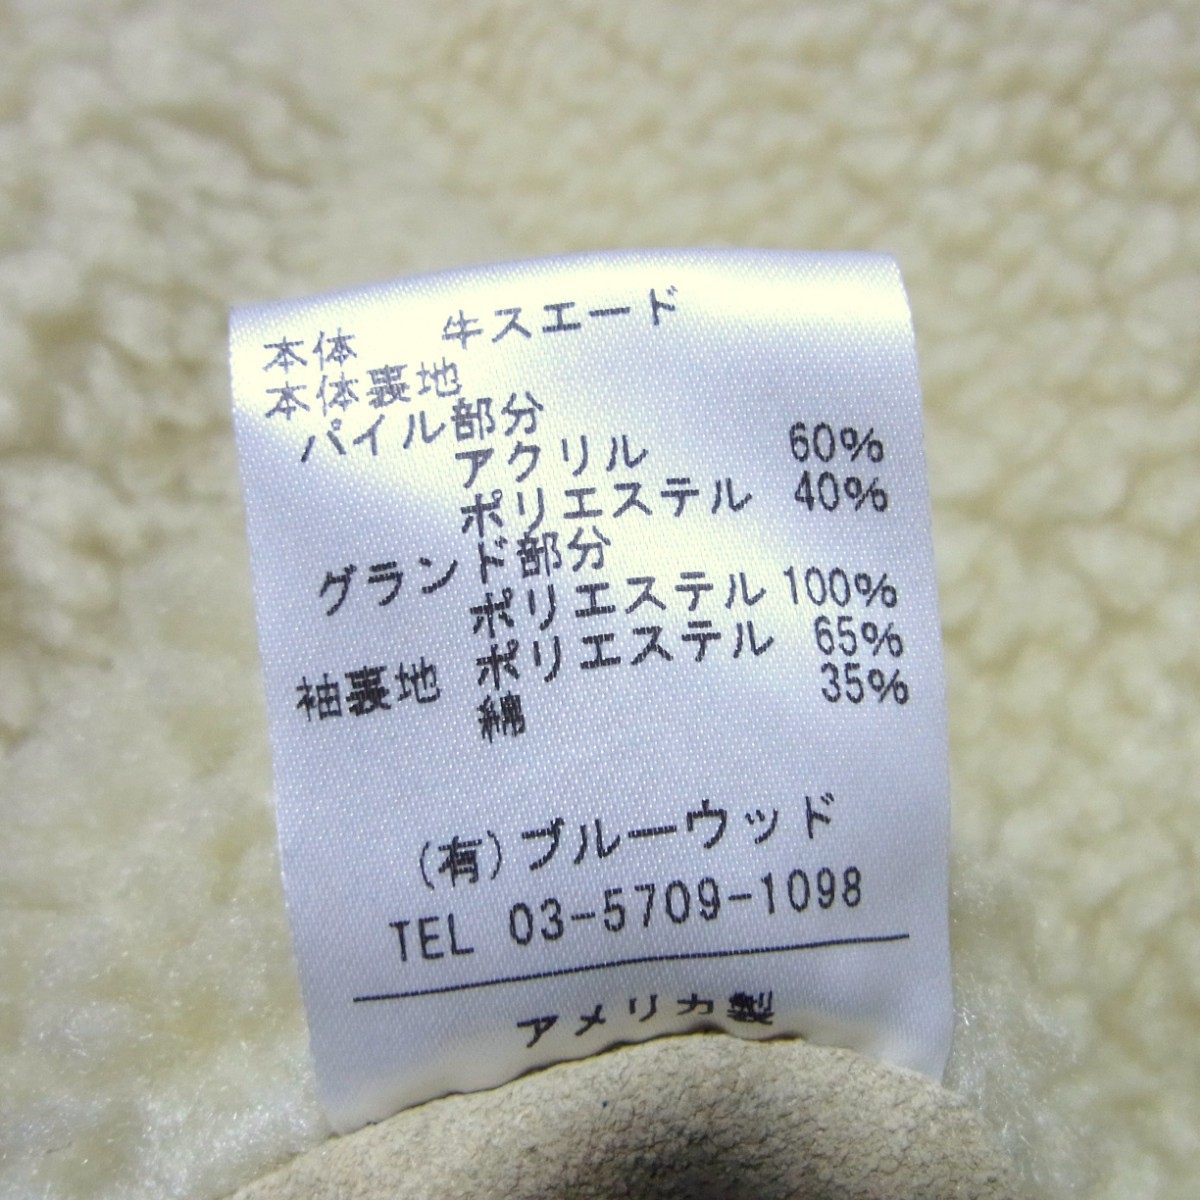 本体 牛スエード
本体裏地
パイル部分
アクリル 60%
ポリエステル 40%
グランド部分
ポリエステル 100%
袖裏地 ポリエステル 65%
綿 35%
(有)ブルーウッド
TEL 03-5709-1098
アメリカ製